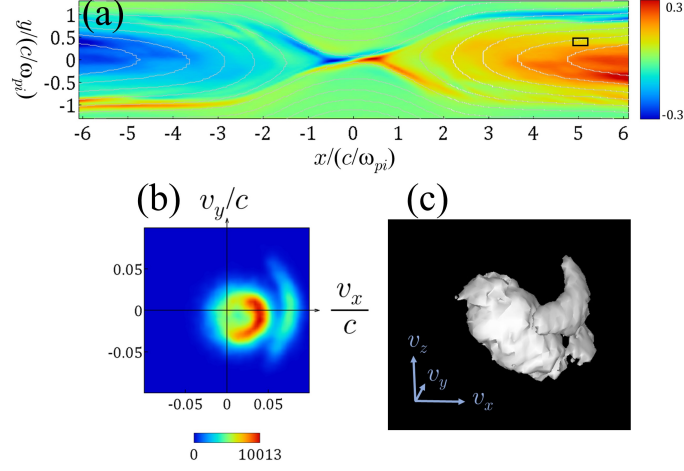 (a)
y/(c/ω_pi)
1
0.5
0
-0.5
-1
0.3
-0.3
-6 -5 -4 -3 -2 -1 0 1 2 3 4 5 6
x/(c/ω_pi)
(b)
v_y/c
0.05
0
-0.05
-0.05 0 0.05
v_x/c
0 10013
(c)
v_z
v_y
v_x